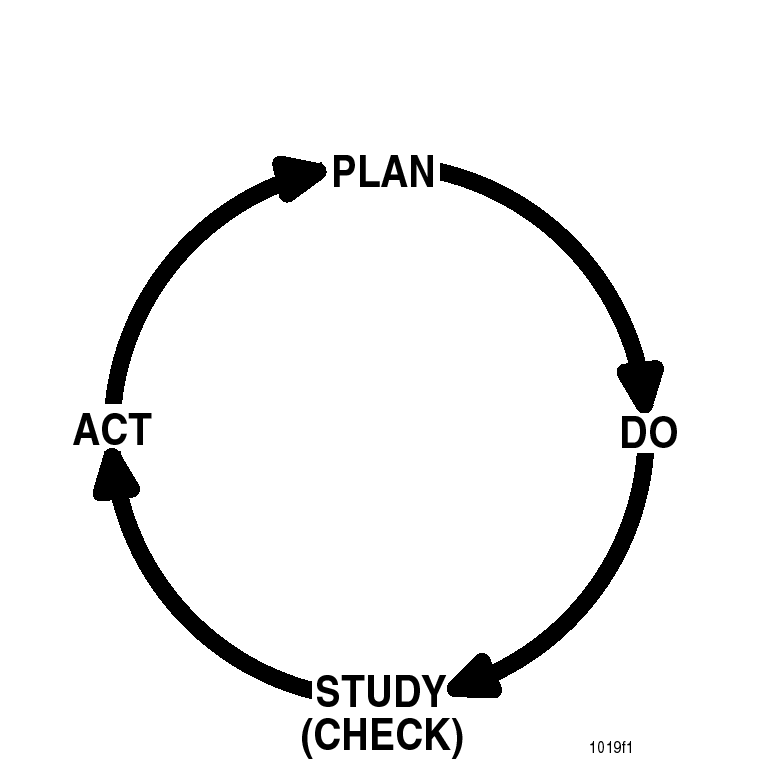 PLAN
ACT
DO
STUDY
(CHECK)
1019f1